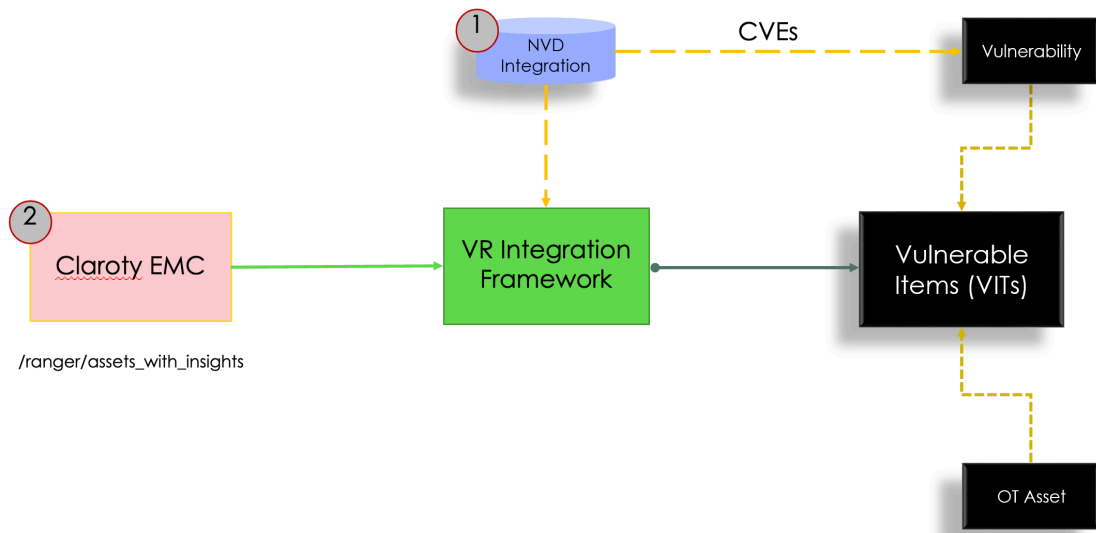 1
NVD
Integration
CVEs
Vulnerability
2
Claroty EMC
VR Integration
Framework
Vulnerable
Items (VITs)
/ranger/assets_with_insights
OT Asset